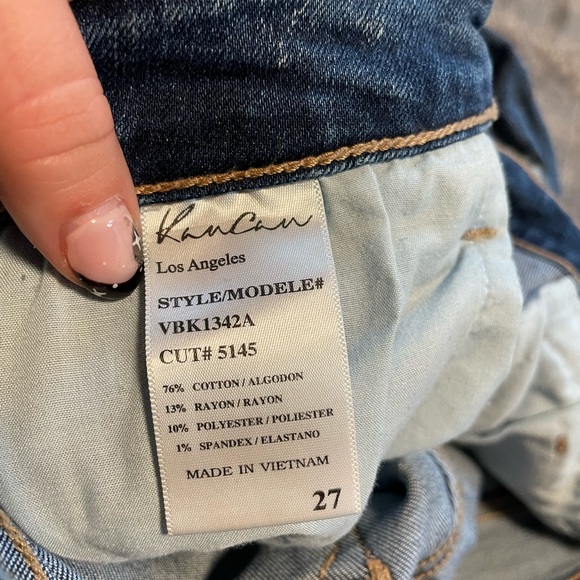 KanCan
Los Angeles
STYLE/MODELE#
VBK1342A
CUT# 5145
76% COTTON / ALGODON
13% RAYON / RAYON
10% POLYESTER / POLIESTER
1% SPANDEX / ELASTANO
MADE IN VIETNAM
27